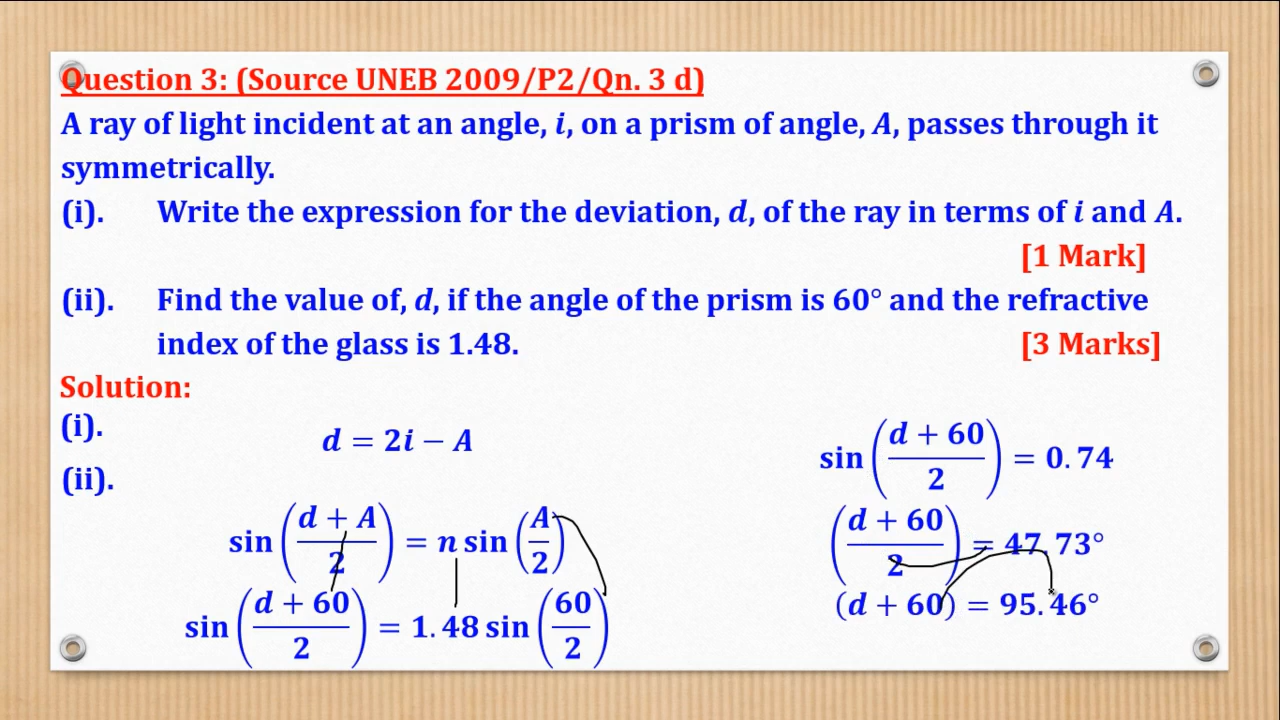 Question 3: (Source UNEB 2009/P2/Qn. 3 d)
A ray of light incident at an angle, i, on a prism of angle, A, passes through it
symmetrically.
(i). Write the expression for the deviation, d, of the ray in terms of i and A.
[1 Mark]
(ii). Find the value of, d, if the angle of the prism is 60° and the refractive
index of the glass is 1.48. [3 Marks]
Solution:
(i).
d = 2i − A
(ii).
sin((d + A)/2) = n sin(A/2)
sin((d + 60)/2) = 1.48 sin(60/2)
sin((d + 60)/2) = 0.74
((d + 60)/2) = 47.73°
(d + 60) = 95.46°